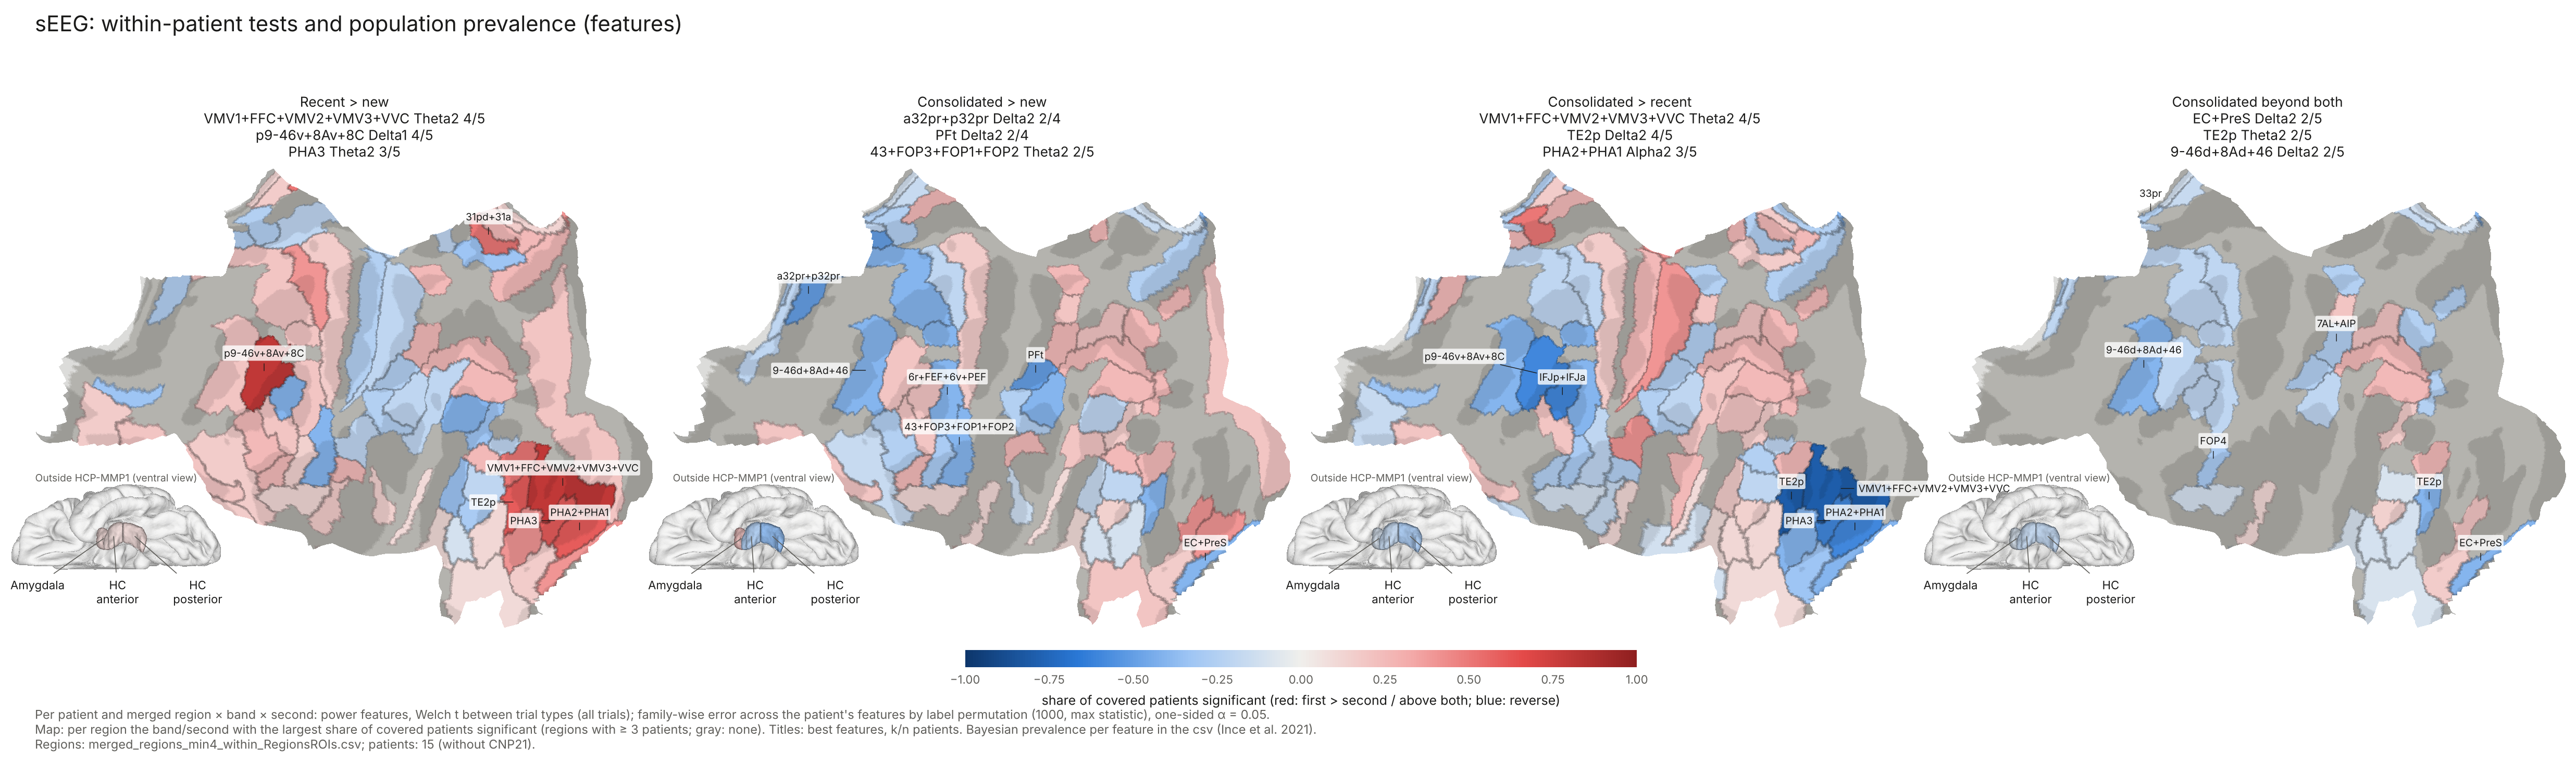 sEEG: within-patient tests and population prevalence (features)
Recent > new
VMV1+FFC+VMV2+VMV3+VVC Theta2 4/5
p9-46v+8Av+8C Delta1 4/5
PHA3 Theta2 3/5
31pd+31a
p9-46v+8Av+8C
VMV1+FFC+VMV2+VMV3+VVC
TE2p
PHA2+PHA1
PHA3
Outside HCP-MMP1 (ventral view)
Amygdala
HC
anterior
HC
posterior
Consolidated > new
a32pr+p32pr Delta2 2/4
PFt Delta2 2/4
43+FOP3+FOP1+FOP2 Theta2 2/5
a32pr+p32pr
PFt
9-46d+8Ad+46
6r+FEF+6v+PEF
43+FOP3+FOP1+FOP2
EC+PreS
Outside HCP-MMP1 (ventral view)
Amygdala
HC
anterior
HC
posterior
Consolidated > recent
VMV1+FFC+VMV2+VMV3+VVC Theta2 4/5
TE2p Delta2 4/5
PHA2+PHA1 Alpha2 3/5
p9-46v+8Av+8C
IFJp+IFJa
TE2p
VMV1+FFC+VMV2+VMV3+VVC
PHA2+PHA1
PHA3
Outside HCP-MMP1 (ventral view)
Amygdala
HC
anterior
HC
posterior
Consolidated beyond both
EC+PreS Delta2 2/5
TE2p Theta2 2/5
9-46d+8Ad+46 Delta2 2/5
33pr
7AL+AIP
9-46d+8Ad+46
FOP4
TE2p
EC+PreS
Outside HCP-MMP1 (ventral view)
Amygdala
HC
anterior
HC
posterior
−1.00 −0.75 −0.50 −0.25 0.00 0.25 0.50 0.75 1.00
share of covered patients significant (red: first > second / above both; blue: reverse)
Per patient and merged region × band × second: power features, Welch t between trial types (all trials); family-wise error across the patient's features by label permutation (1000, max statistic), one-sided α = 0.05.
Map: per region the band/second with the largest share of covered patients significant (regions with ≥ 3 patients; gray: none). Titles: best features, k/n patients. Bayesian prevalence per feature in the csv (Ince et al. 2021).
Regions: merged_regions_min4_within_RegionsROIs.csv; patients: 15 (without CNP21).